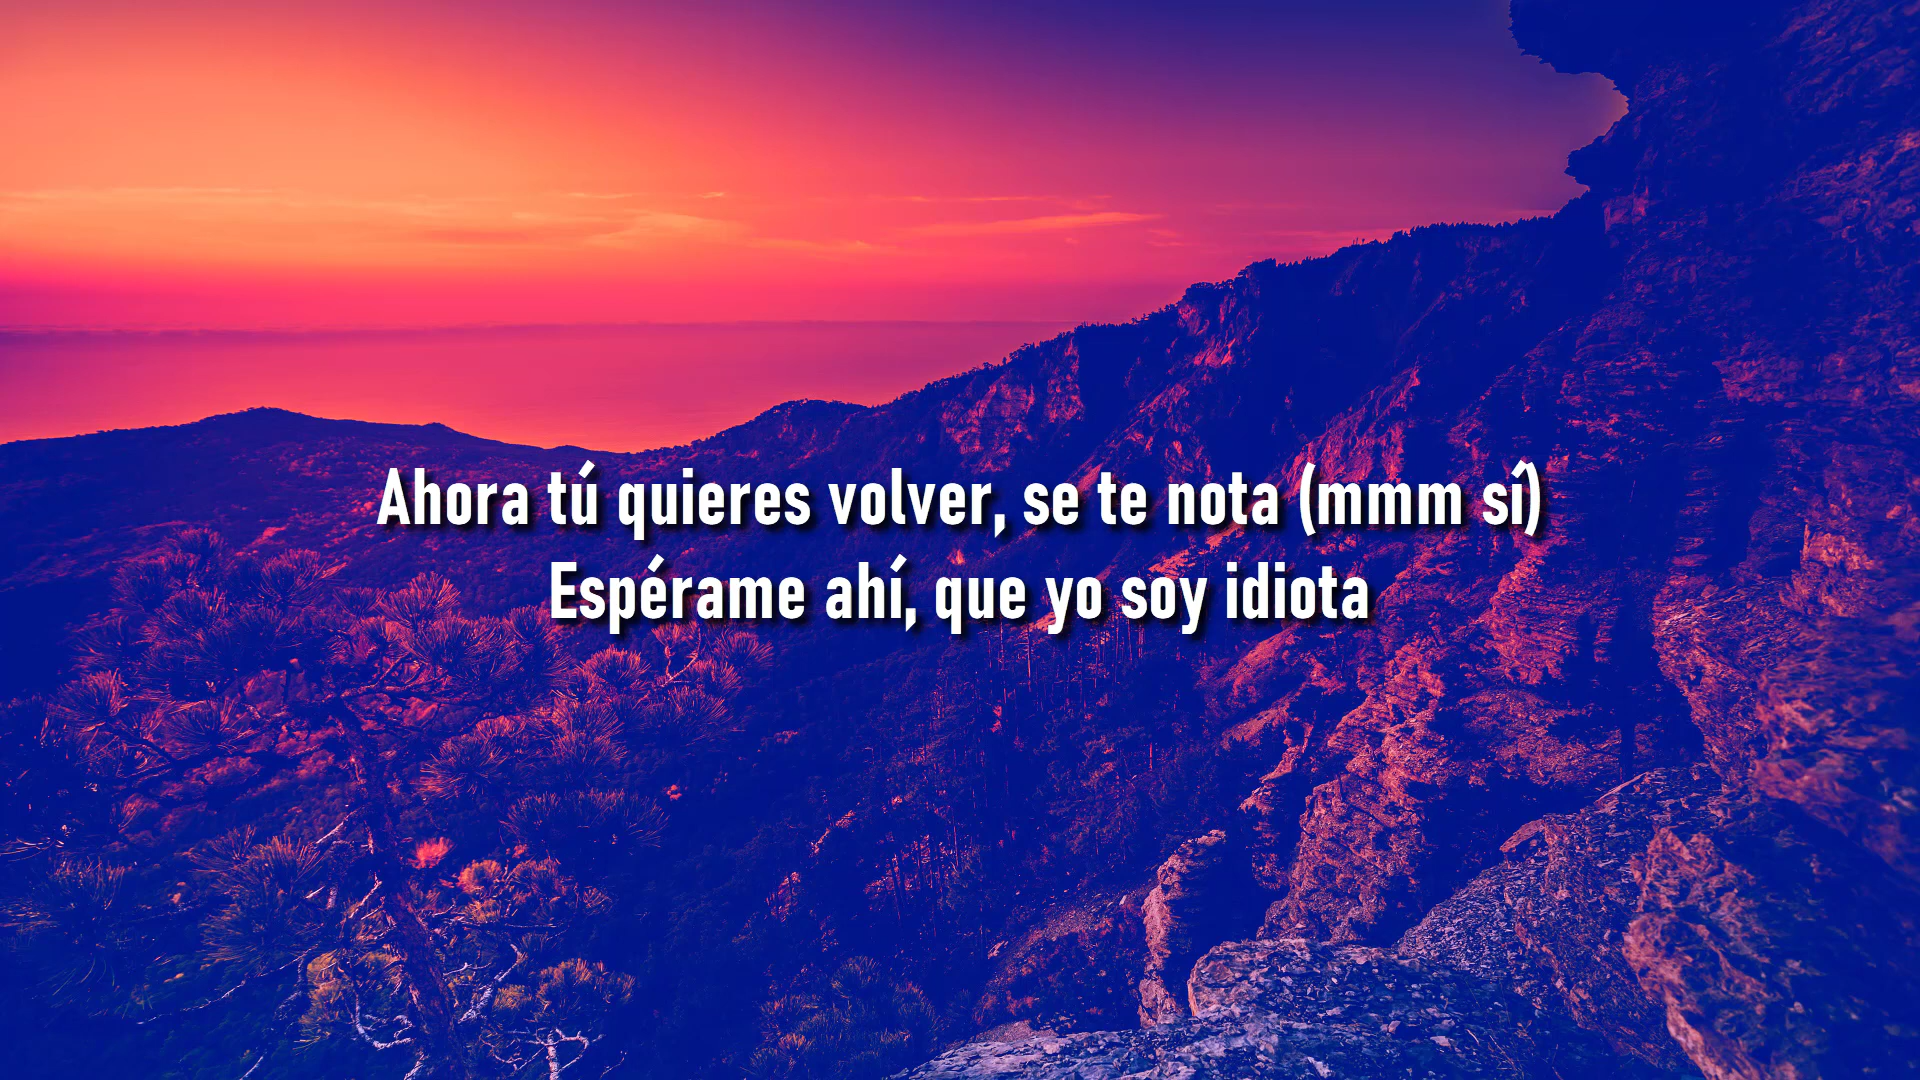 Ahora tú quieres volver, se te nota (mmm sí)
Espérame ahí, que yo soy idiota